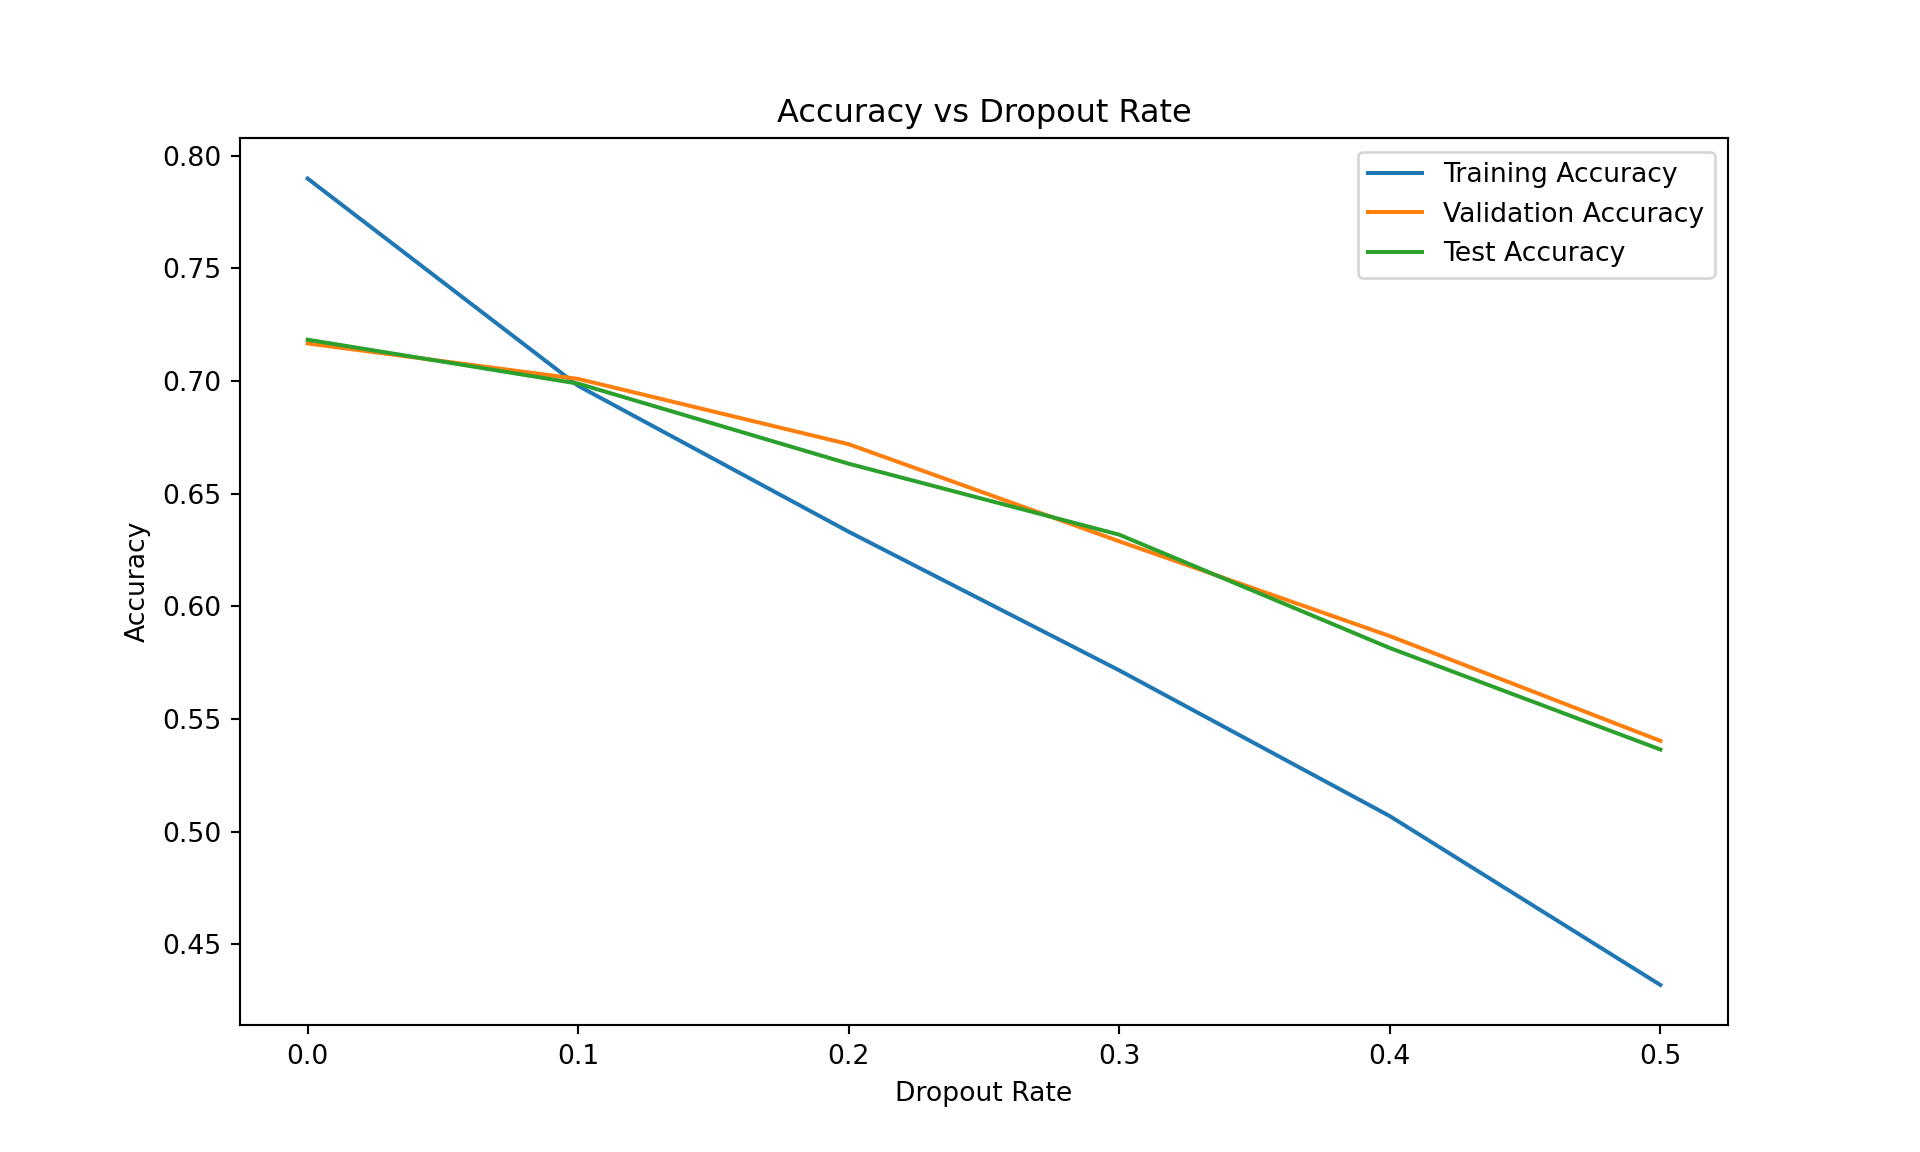 Accuracy vs Dropout Rate
Training Accuracy
Validation Accuracy
Test Accuracy
0.80
0.75
0.70
0.65
0.60
0.55
0.50
0.45
Accuracy
0.0 0.1 0.2 0.3 0.4 0.5
Dropout Rate